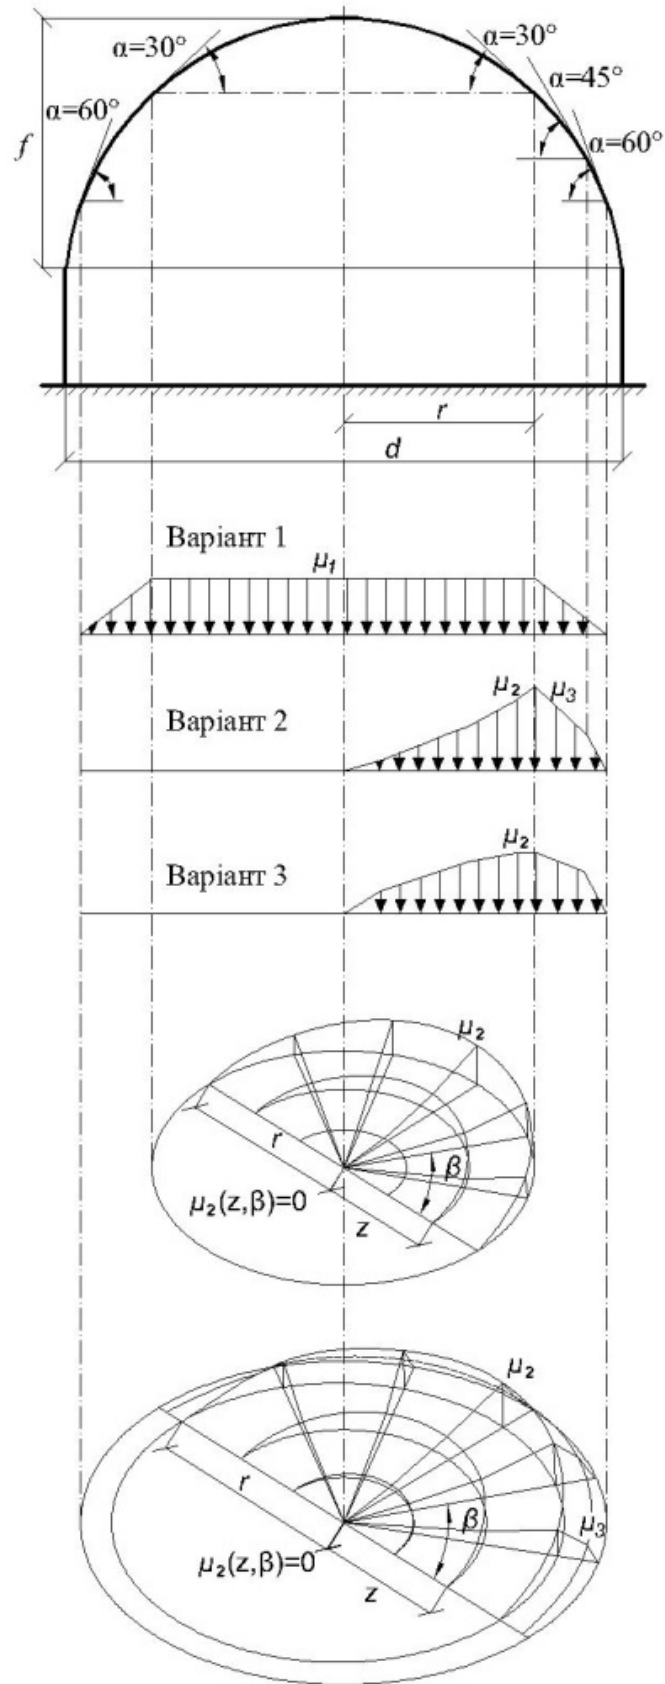 α=30°
α=30°
α=45°
α=60°
α=60°
f
r
d
Варіант 1
μ₁
Варіант 2
μ₂
μ₃
Варіант 3
μ₂
μ₂
r
β
μ₂(z,β)=0
z
μ₂
r
β
μ₃
μ₂(z,β)=0
z